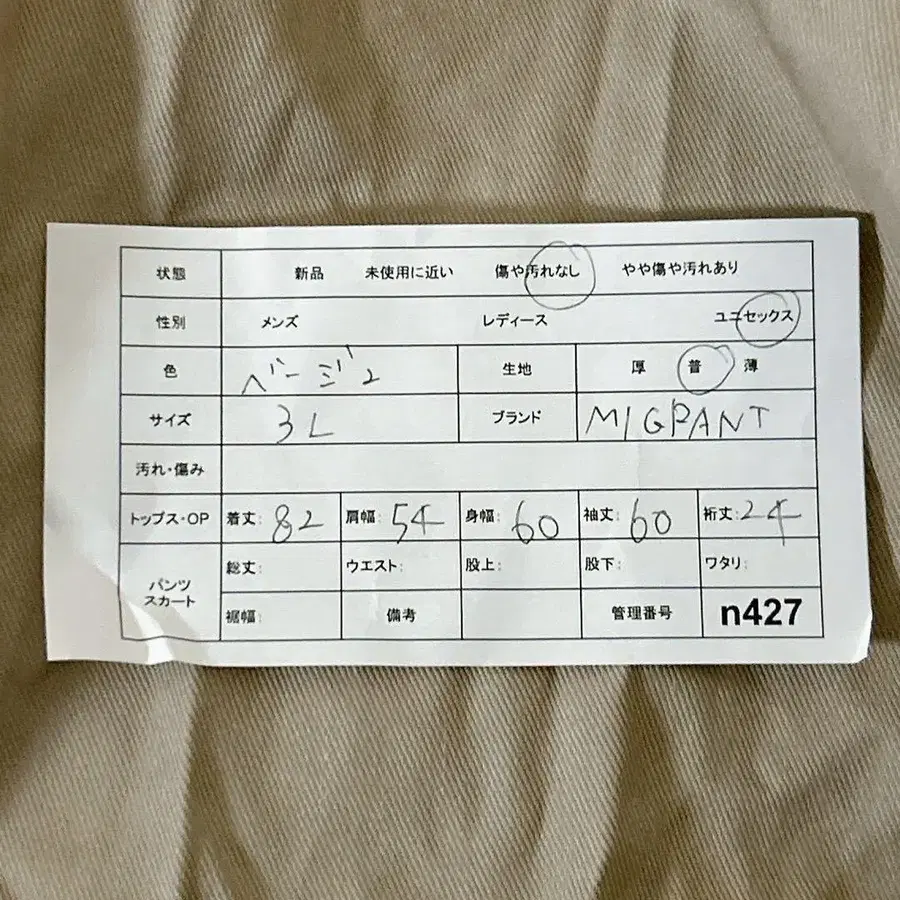 状態 新品 未使用に近い 傷や汚れなし やや傷や汚れあり
性別 メンズ レディース ユニセックス
色 ベージュ 生地 厚 普 薄
サイズ 3L ブランド MIGPANT
汚れ・傷み
トップス・OP 着丈: 82 肩幅: 54 身幅: 60 袖丈: 60 裄丈: 24
パンツ スカート 総丈: ウエスト: 股上: 股下: ワタリ:
裾幅: 備考 管理番号 n427